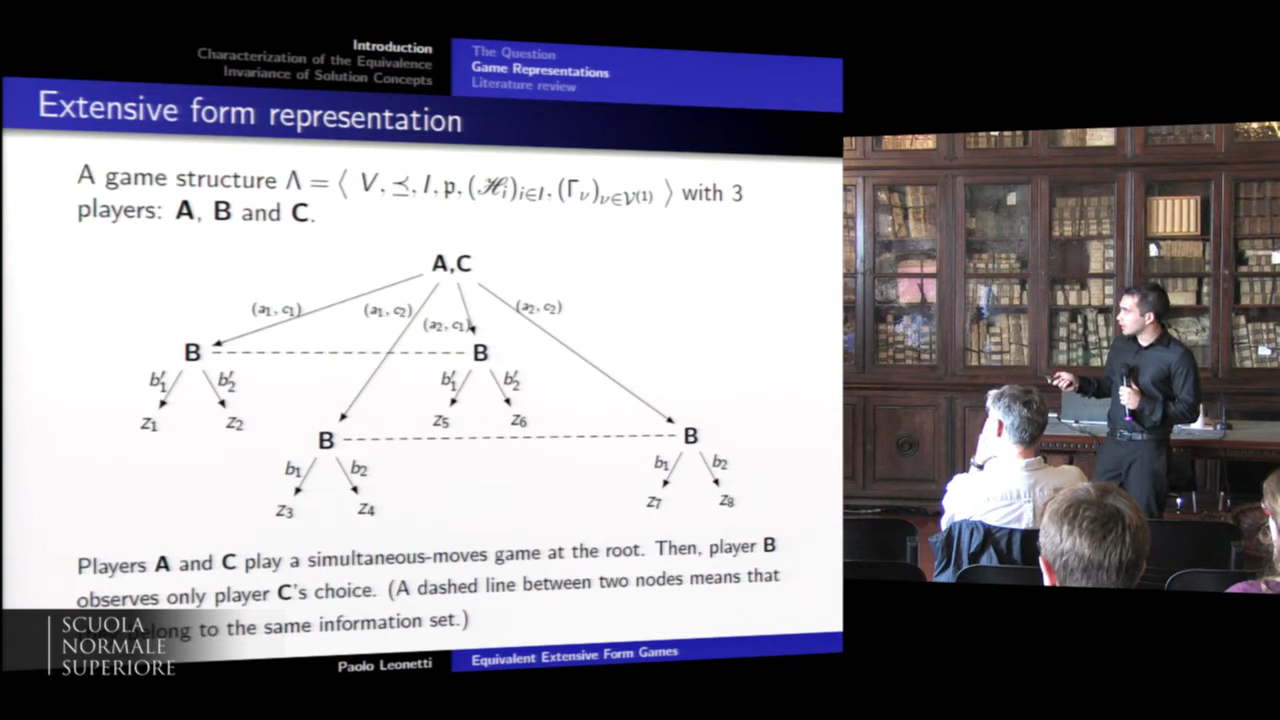 Introduction
Characterization of the Equivalence
Invariance of Solution Concepts
The Question
Game Representations
Literature review
Extensive form representation
A game structure Λ = ⟨ V, ⪯, I, 𝔭, (ℋᵢ)ᵢ∈I, (Γν)ν∈𝒱⁽¹⁾ ⟩ with 3
players: A, B and C.
A,C
(a₁, c₁)
(a₁, c₂)
(a₂, c₁)
(a₂, c₂)
B
B
b′₁
b′₂
b′₁
b′₂
z₁
z₂
z₅
z₆
B
B
b₁
b₂
b₁
b₂
z₃
z₄
z₇
z₈
Players A and C play a simultaneous-moves game at the root. Then, player B
observes only player C's choice. (A dashed line between two nodes means that
belong to the same information set.)
SCUOLA
NORMALE
SUPERIORE
Paolo Leonetti
Equivalent Extensive Form Games